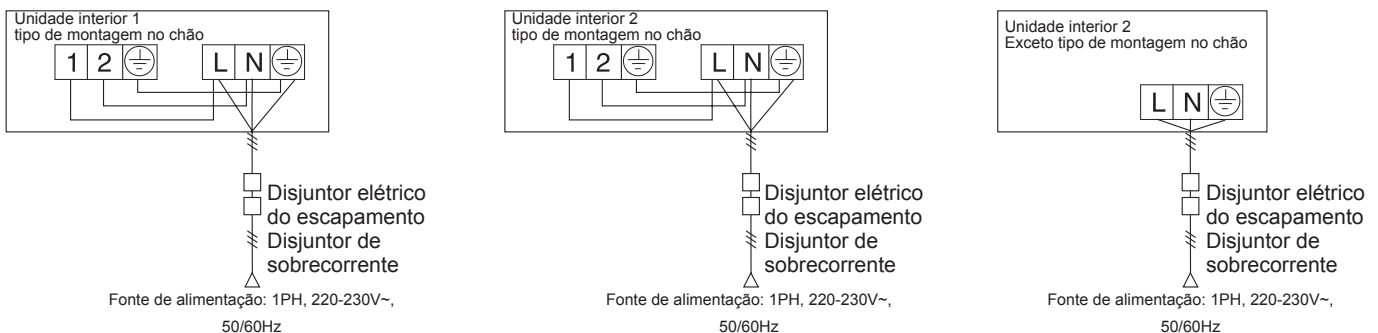 Unidade interior 1
tipo de montagem no chão
1 2 L N
Disjuntor elétrico
do escapamento
Disjuntor de
sobrecorrente
Fonte de alimentação: 1PH, 220-230V~,
50/60Hz
Unidade interior 2
tipo de montagem no chão
1 2 L N
Disjuntor elétrico
do escapamento
Disjuntor de
sobrecorrente
Fonte de alimentação: 1PH, 220-230V~,
50/60Hz
Unidade interior 2
Exceto tipo de montagem no chão
L N
Disjuntor elétrico
do escapamento
Disjuntor de
sobrecorrente
Fonte de alimentação: 1PH, 220-230V~,
50/60Hz